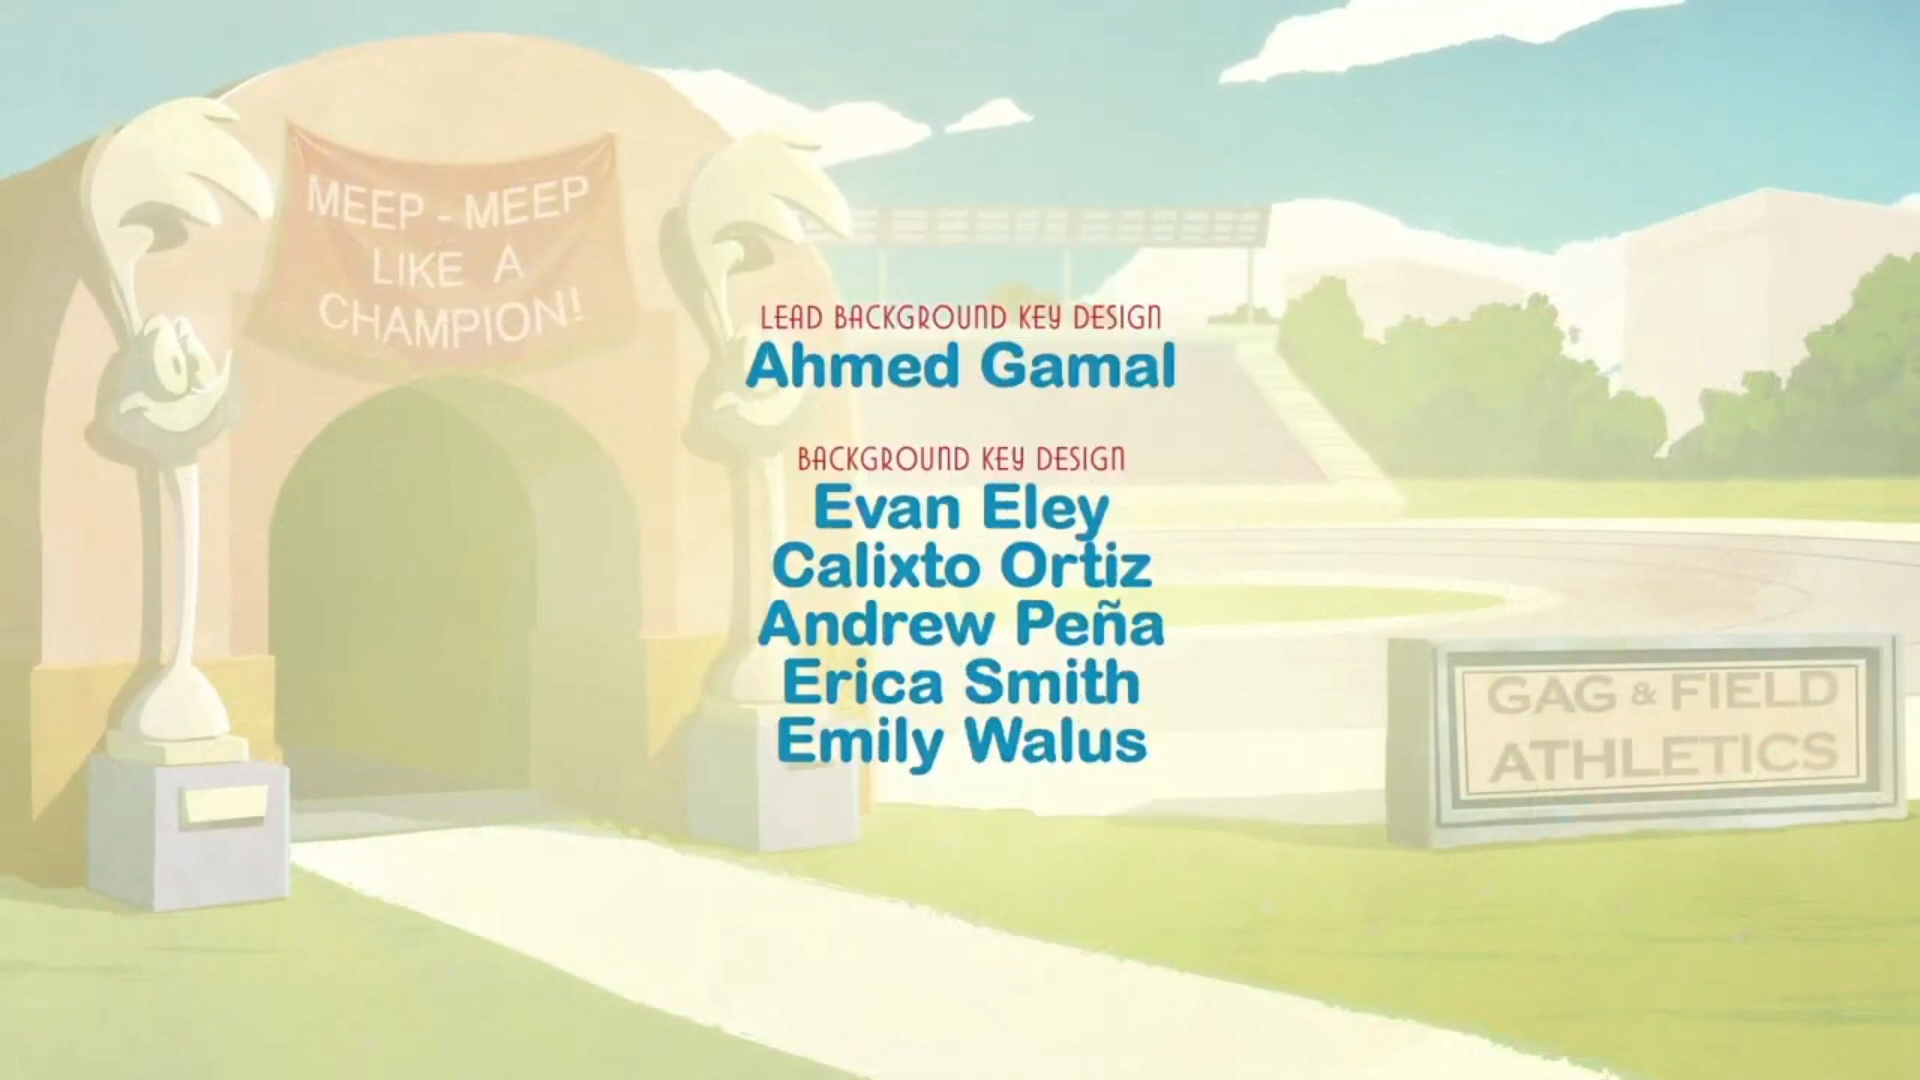 MEEP - MEEP
LIKE A
CHAMPION!
LEAD BACKGROUND KEY DESIGN
Ahmed Gamal
BACKGROUND KEY DESIGN
Evan Eley
Calixto Ortiz
Andrew Peña
Erica Smith
Emily Walus
GAG & FIELD
ATHLETICS